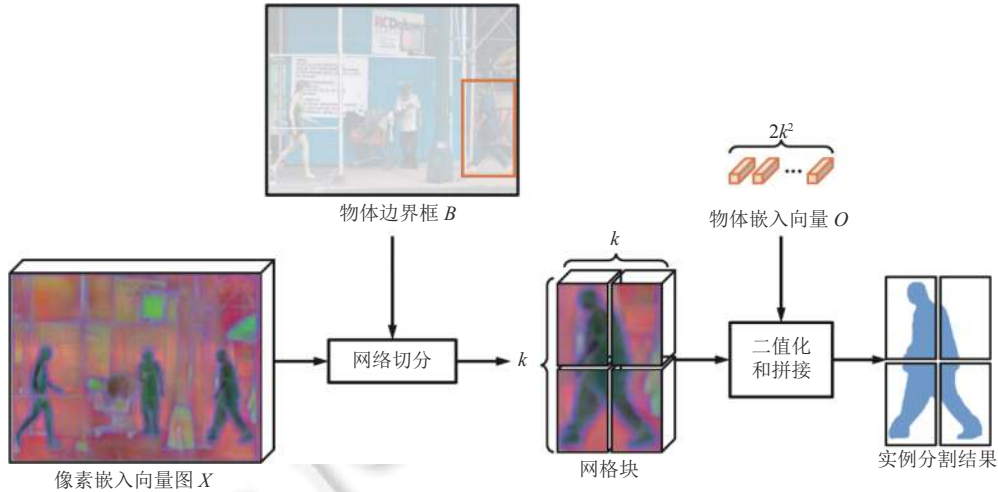 物体边界框 B
2k²
物体嵌入向量 O
k
k
网络切分
二值化
和拼接
像素嵌入向量图 X
网格块
实例分割结果